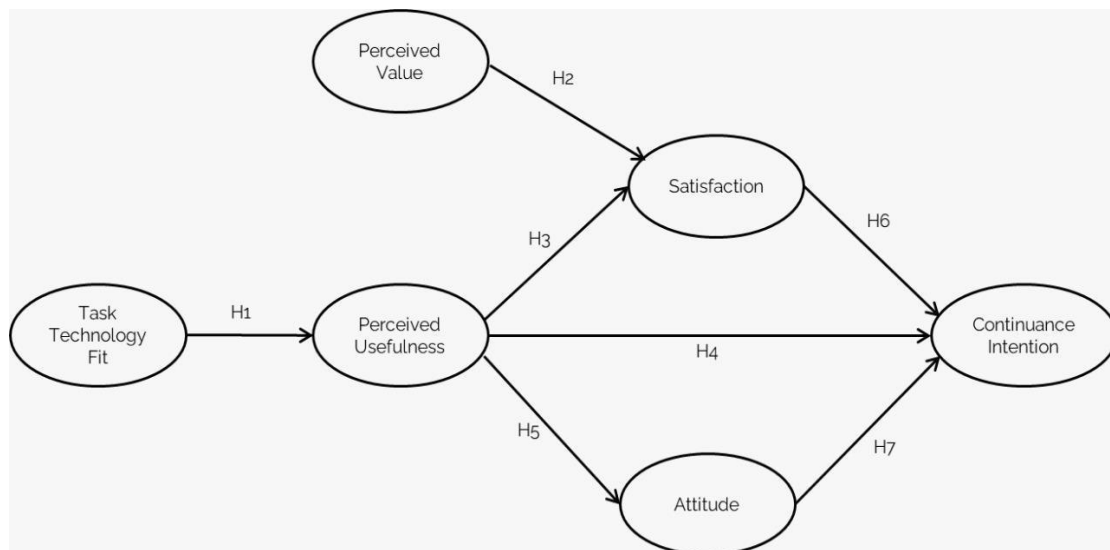 Perceived
Value
H2
Satisfaction
H3
H6
Task
Technology
Fit
H1
Perceived
Usefulness
H4
Continuance
Intention
H5
H7
Attitude